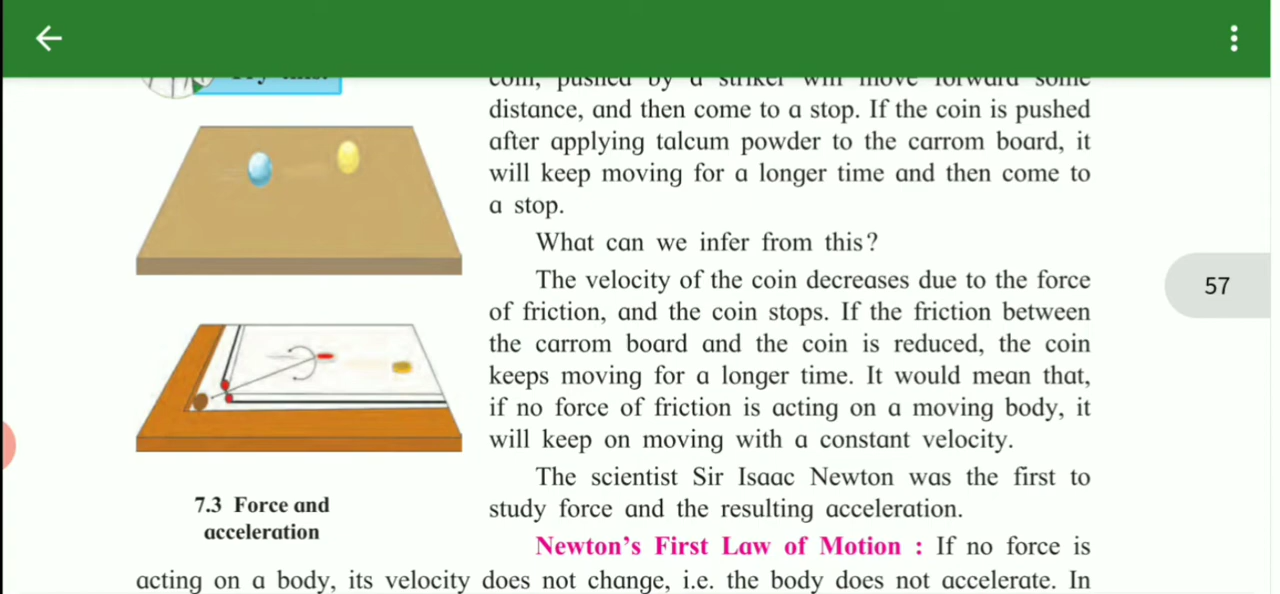 distance, and then come to a stop. If the coin is pushed
after applying talcum powder to the carrom board, it
will keep moving for a longer time and then come to
a stop.
What can we infer from this?
The velocity of the coin decreases due to the force
of friction, and the coin stops. If the friction between
the carrom board and the coin is reduced, the coin
keeps moving for a longer time. It would mean that,
if no force of friction is acting on a moving body, it
will keep on moving with a constant velocity.
The scientist Sir Isaac Newton was the first to
study force and the resulting acceleration.
Newton's First Law of Motion : If no force is
acting on a body, its velocity does not change, i.e. the body does not accelerate. In
7.3 Force and
acceleration
57